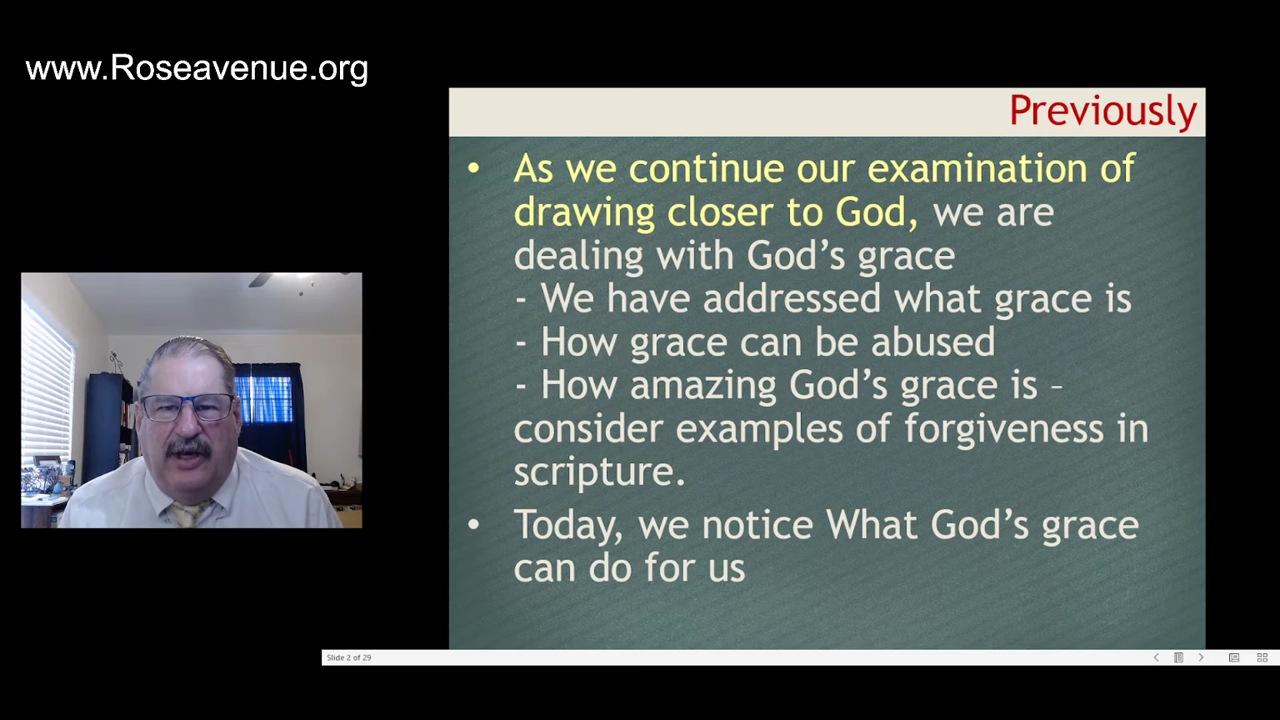 www.Roseavenue.org
Previously
• As we continue our examination of
drawing closer to God, we are
dealing with God’s grace
- We have addressed what grace is
- How grace can be abused
- How amazing God’s grace is –
consider examples of forgiveness in
scripture.
• Today, we notice What God’s grace
can do for us
Slide 2 of 29